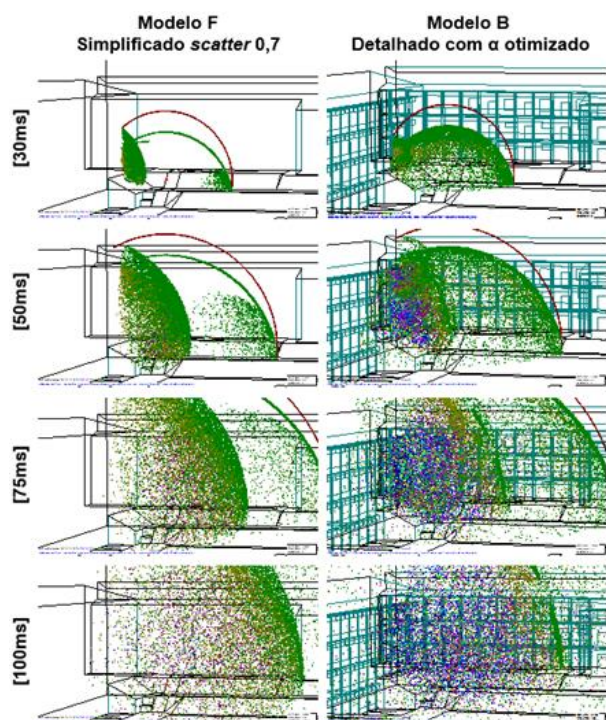 Modelo F
Simplificado scatter 0,7
Modelo B
Detalhado com α otimizado
[30ms]
[50ms]
[75ms]
[100ms]